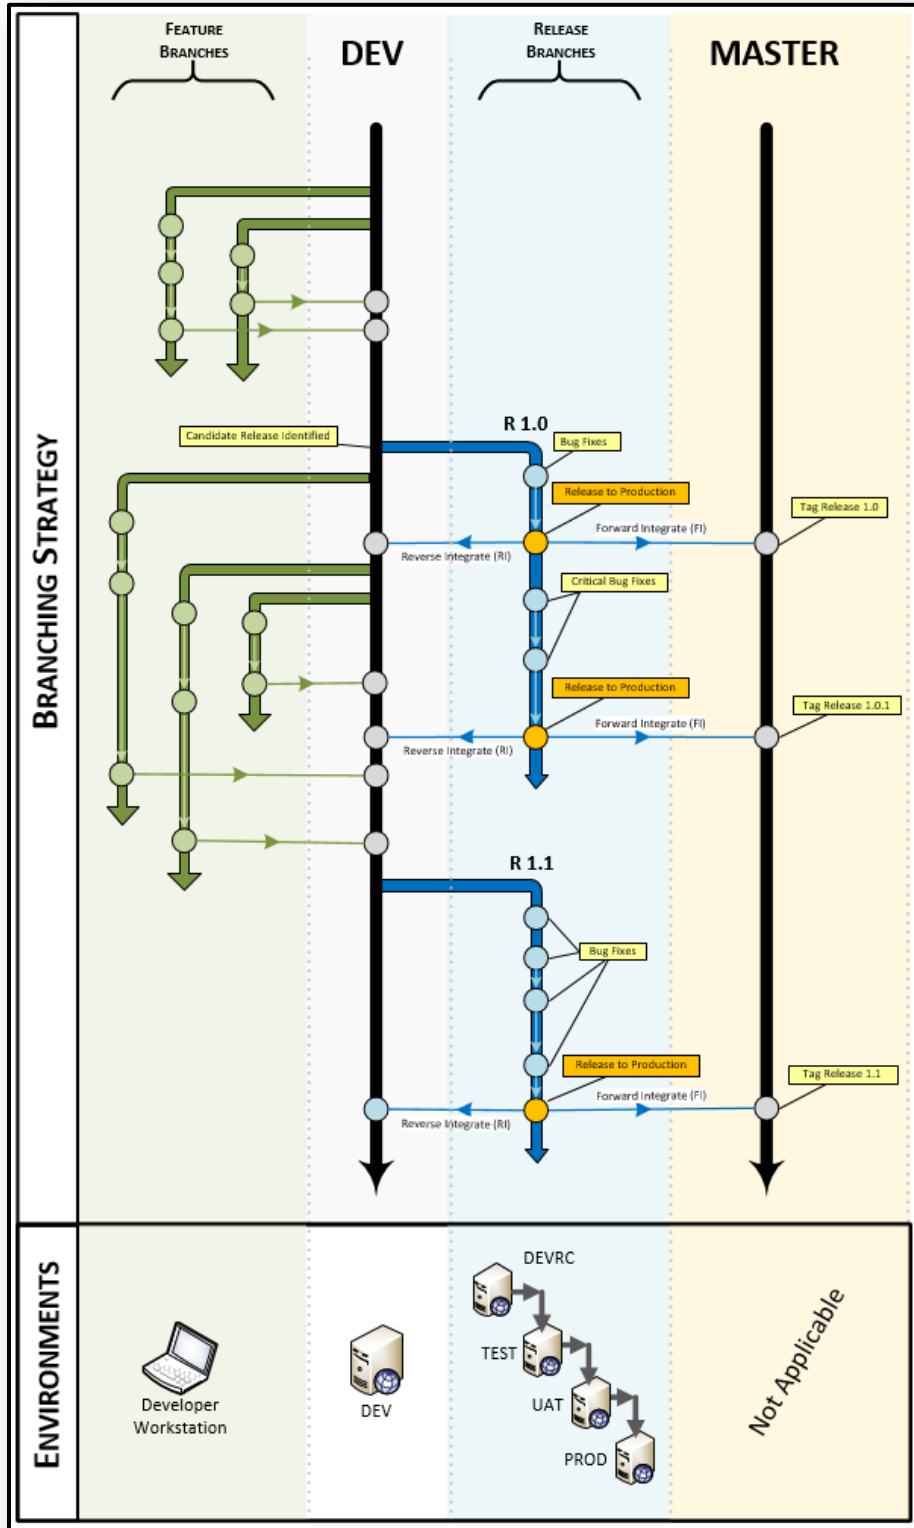 FEATURE
BRANCHES
DEV
RELEASE
BRANCHES
MASTER
BRANCHING STRATEGY
R 1.0
Candidate Release Identified
Bug Fixes
Release to Production
Tag Release 1.0
Forward Integrate (FI)
Reverse Integrate (RI)
Critical Bug Fixes
Release to Production
Tag Release 1.0.1
Forward Integrate (FI)
Reverse Integrate (RI)
R 1.1
Bug Fixes
Release to Production
Tag Release 1.1
Forward Integrate (FI)
Reverse Integrate (RI)
ENVIRONMENTS
Developer
Workstation
DEV
DEVRC
TEST
UAT
PROD
Not Applicable